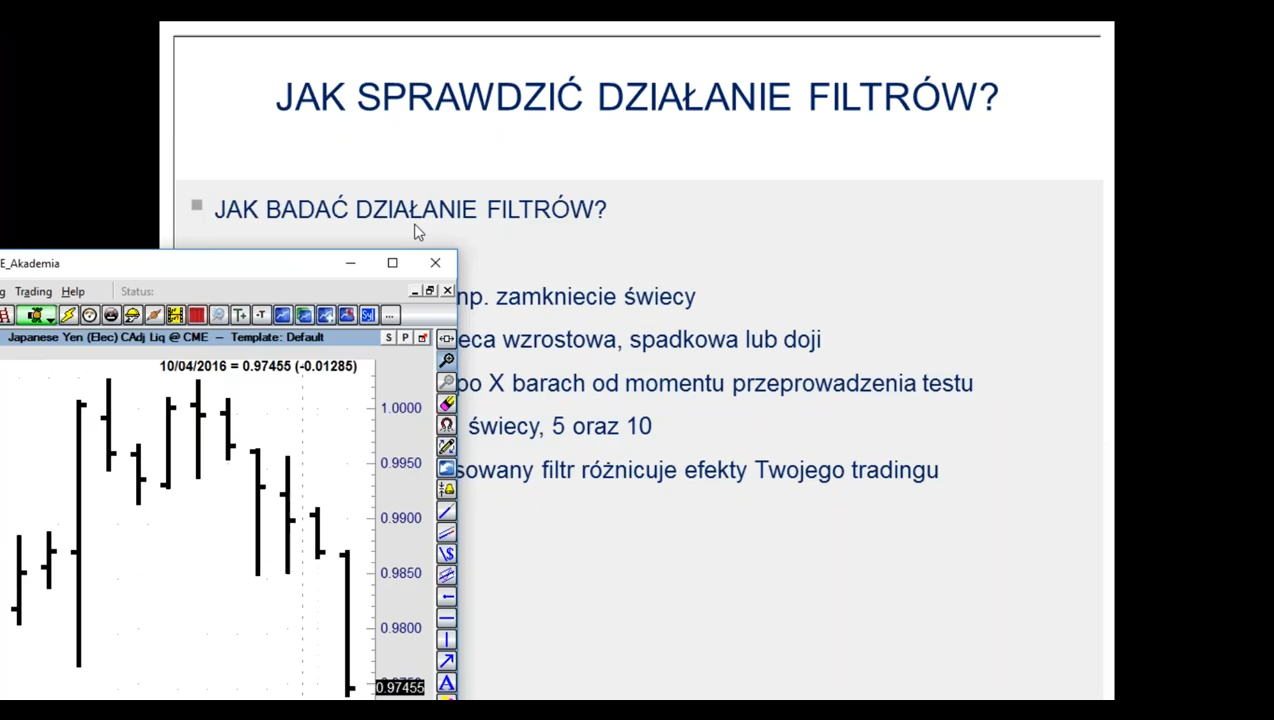 JAK SPRAWDZIĆ DZIAŁANIE FILTRÓW?
JAK BADAĆ DZIAŁANIE FILTRÓW?
np. zamkniecie świecy
wzrostowa, spadkowa lub doji
po X barach od momentu przeprowadzenia testu
świecy, 5 oraz 10
filtr różnicuje efekty Twojego tradingu
E_Akademia
Trading Help Status:
T+ -T ...
Japanese Yen (Elec) CAdj Liq @ CME – Template: Default S P
10/04/2016 = 0.97455 (-0.01285)
1.0000
0.9950
0.9900
0.9850
0.9800
0.97455
\$
A